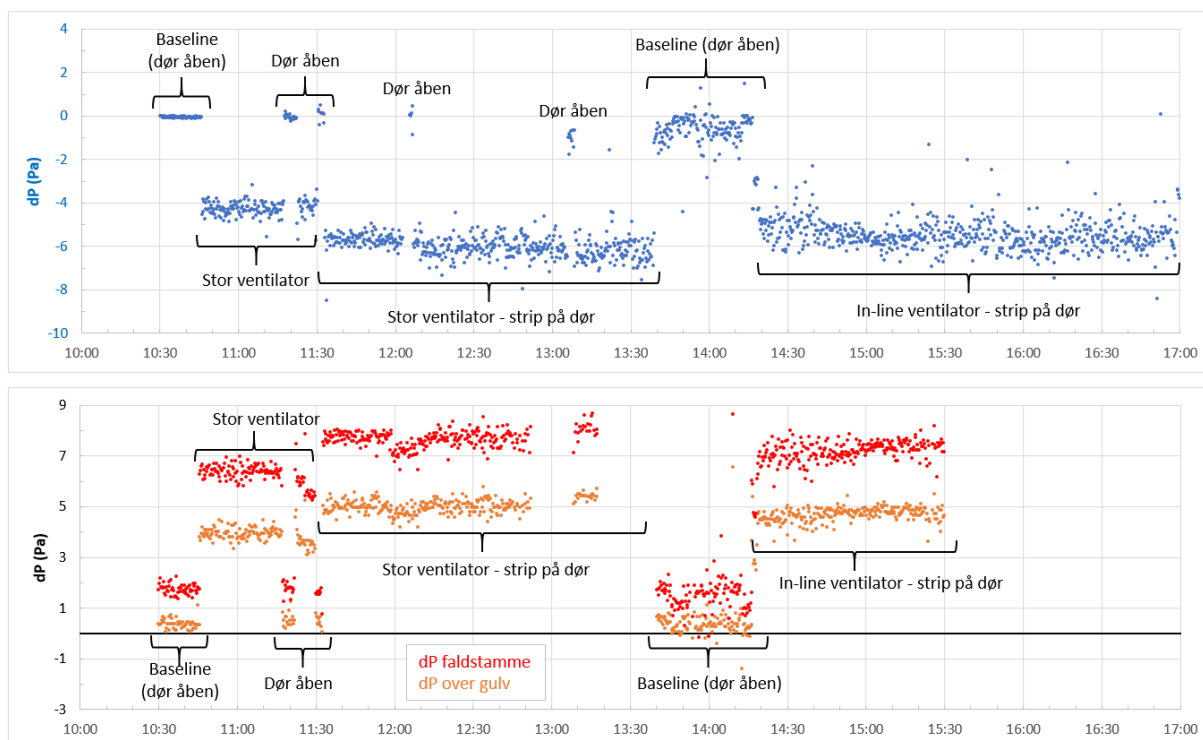 4
2
0
-2
-4
-6
-8
-10
dP (Pa)
Baseline
(dør åben)
Dør åben
Dør åben
Dør åben
Baseline (dør åben)
Stor ventilator
Stor ventilator - strip på dør
In-line ventilator - strip på dør
10:00 10:30 11:00 11:30 12:00 12:30 13:00 13:30 14:00 14:30 15:00 15:30 16:00 16:30 17:00
9
7
5
3
1
-1
-3
dP (Pa)
Stor ventilator
Stor ventilator - strip på dør
In-line ventilator - strip på dør
Baseline
(dør åben)
Dør åben
dP faldstamme
dP over gulv
Baseline (dør åben)
10:00 10:30 11:00 11:30 12:00 12:30 13:00 13:30 14:00 14:30 15:00 15:30 16:00 16:30 17:00